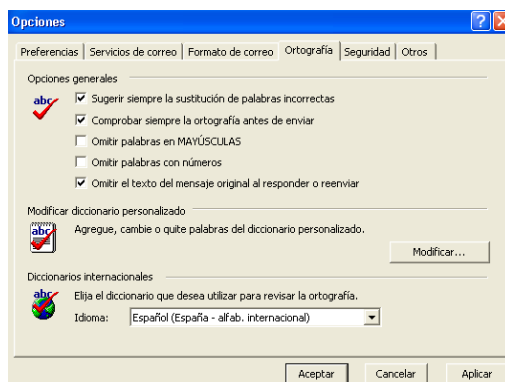 Opciones
Preferencias Servicios de correo Formato de correo Ortografía Seguridad Otros
Opciones generales
abc
Sugerir siempre la sustitución de palabras incorrectas
Comprobar siempre la ortografía antes de enviar
Omitir palabras en MAYÚSCULAS
Omitir palabras con números
Omitir el texto del mensaje original al responder o reenviar
Modificar diccionario personalizado
abc
Agregue, cambie o quite palabras del diccionario personalizado.
Modificar...
Diccionarios internacionales
abc
Elija el diccionario que desea utilizar para revisar la ortografía.
Idioma: Español (España - alfab. internacional)
Aceptar Cancelar Aplicar